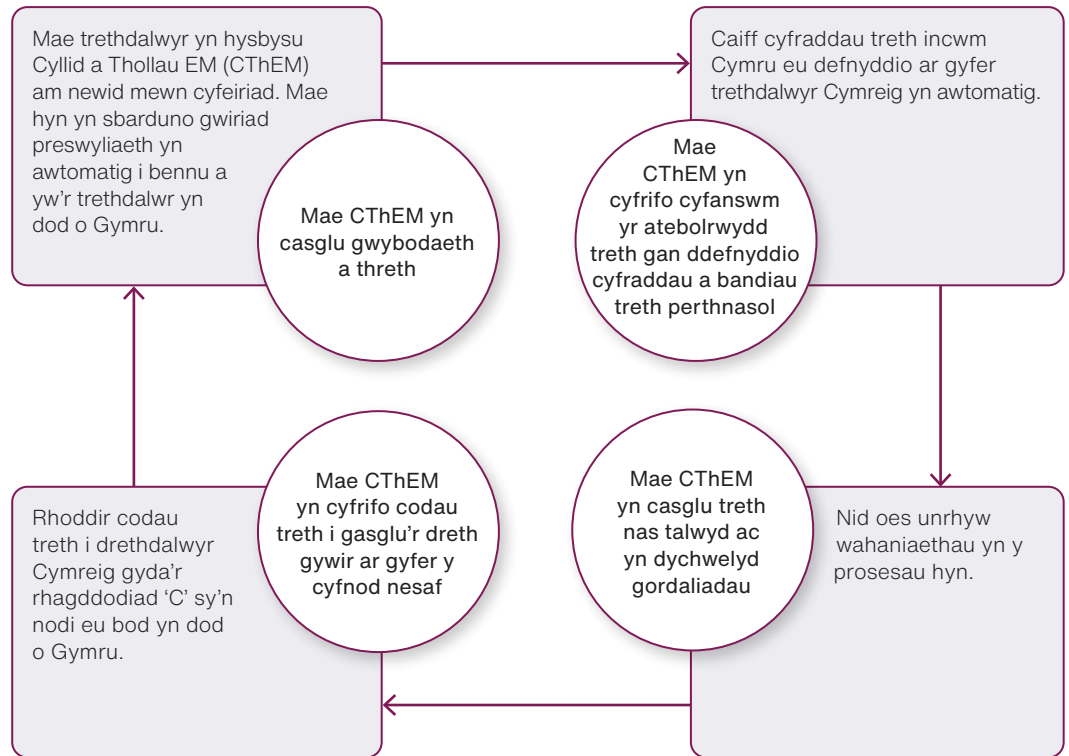 Mae trethdalwyr yn hysbysu
Cyllid a Thollau EM (CThEM)
am newid mewn cyfeiriad. Mae
hyn yn sbarduno gwiriad
preswyliaeth yn
awtomatig i bennu a
yw'r trethdalwr yn
dod o Gymru.
Mae CThEM yn
casglu gwybodaeth
a threth
Caiff cyfraddau treth incwm
Cymru eu defnyddio ar gyfer
trethdalwyr Cymreig yn awtomatig.
Mae
CThEM yn
cyfrifo cyfanswm
yr atebolrwydd
treth gan ddefnyddio
cyfraddau a bandiau
treth perthnasol
Nid oes unrhyw
wahaniaethau yn y
prosesau hyn.
Mae CThEM
yn casglu treth
nas talwyd ac
yn dychwelyd
gordaliadau
Rhoddir codau
treth i drethdalwyr
Cymreig gyda'r
rhagddodiad ‘C’ sy'n
nodi eu bod yn dod
o Gymru.
Mae CThEM
yn cyfrifo codau
treth i gasglu'r dreth
gywir ar gyfer y
cyfnod nesaf